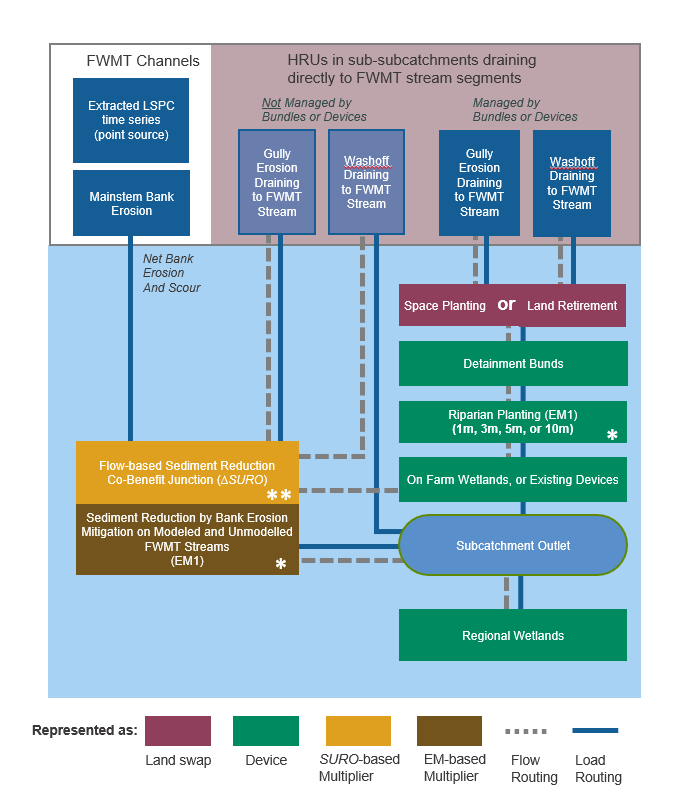 FWMT Channels
HRUs in sub-subcatchments draining
directly to FWMT stream segments
Extracted LSPC
time series
(point source)
Mainstem Bank
Erosion
Not Managed by
Bundles or Devices
Managed by
Bundles or Devices
Gully
Erosion
Draining
to FWMT
Stream
Washoff
Draining
to FWMT
Stream
Gully
Erosion
Draining
to FWMT
Stream
Washoff
Draining
to FWMT
Stream
Net Bank
Erosion
And Scour
Space Planting or Land Retirement
Detainment Bunds
Riparian Planting (EM1)
(1m, 3m, 5m, or 10m)
*
Flow-based Sediment Reduction
Co-Benefit Junction (ΔSURO)
**
On Farm Wetlands, or Existing Devices
Sediment Reduction by Bank Erosion
Mitigation on Modeled and Unmodelled
FWMT Streams
(EM1)
*
Subcatchment Outlet
Regional Wetlands
Represented as:
Land swap
Device
SURO-based
Multiplier
EM-based
Multiplier
Flow
Routing
Load
Routing